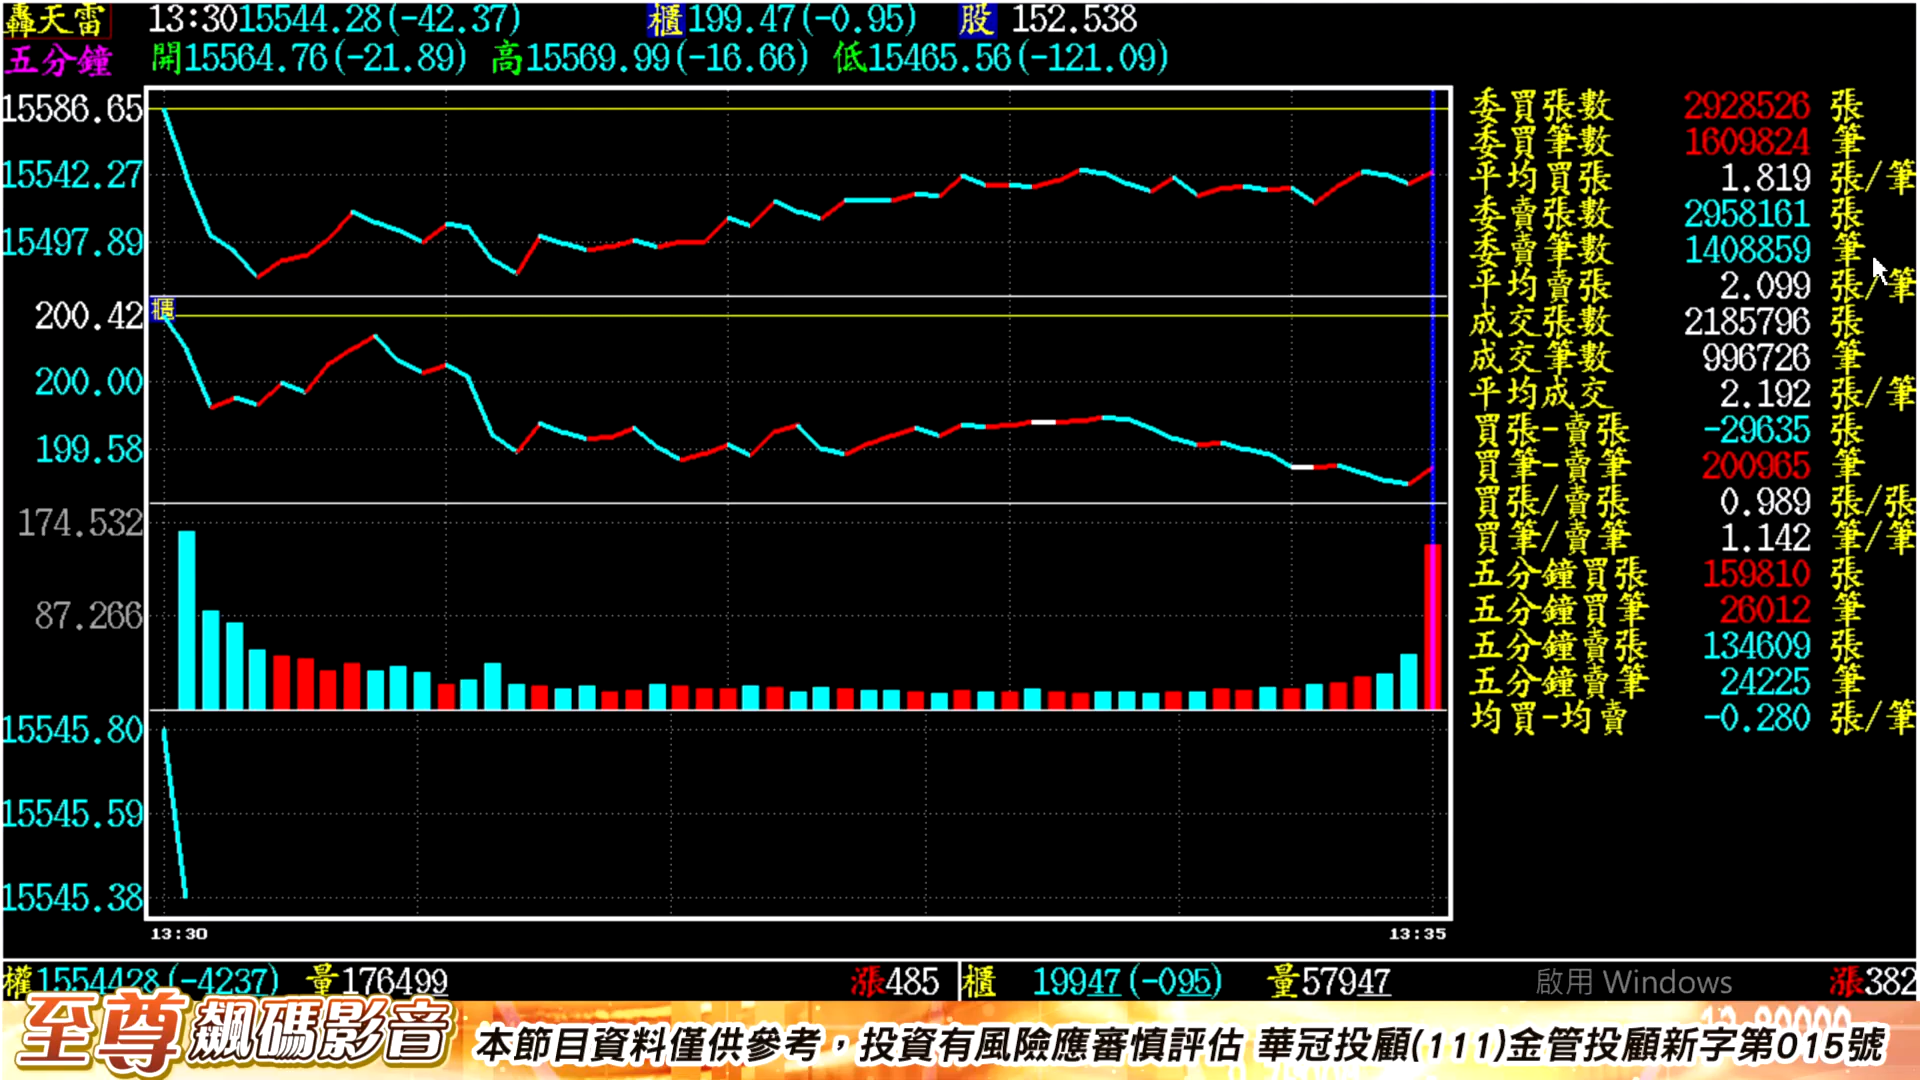 轟天雷 13:30 15544.28(-42.37) 櫃 199.47(-0.95) 股 152.538
五分鐘 開15564.76(-21.89) 高15569.99(-16.66) 低15465.56(-121.09)
15586.65
15542.27
15497.89
櫃
200.42
200.00
199.58
174.532
87.266
15545.80
15545.59
15545.38
13:30 13:35
委買張數 2928526 張
委買筆數 1609824 筆
平均買張 1.819 張/筆
委賣張數 2958161 張
委賣筆數 1408859 筆
平均賣張 2.099 張/筆
成交張數 2185796 張
成交筆數 996726 筆
平均成交 2.192 張/筆
買張-賣張 -29635 張
買筆-賣筆 200965 筆
買張/賣張 0.989 張/張
買筆/賣筆 1.142 筆/筆
五分鐘買張 159810 張
五分鐘買筆 26012 筆
五分鐘賣張 134609 張
五分鐘賣筆 24225 筆
均買-均賣 -0.280 張/筆
權 1554428(-4237) 量176499 漲485 櫃 19947(-095) 量57947 漲382
啟用 Windows
至尊飆碼影音 本節目資料僅供參考，投資有風險應審慎評估 華冠投顧(111)金管投顧新字第015號